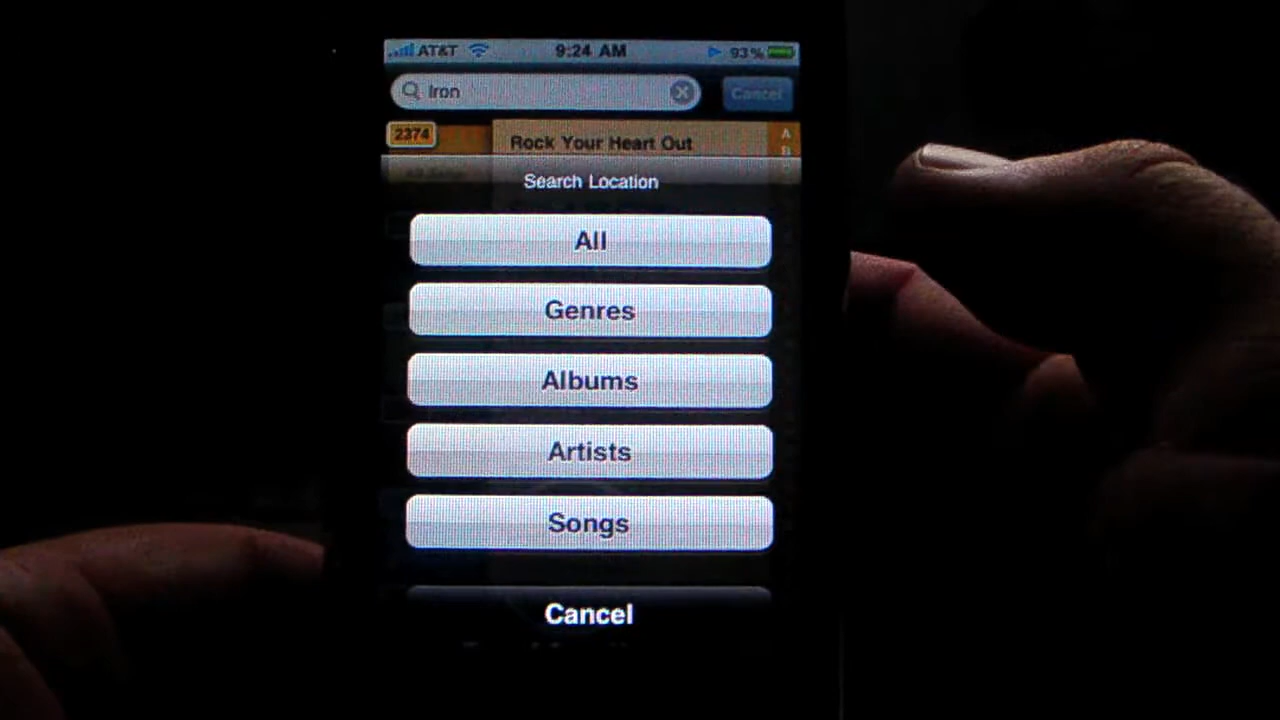 AT&T 9:24 AM 93%
Iron Cancel
2374
Rock Your Heart Out
A
B
Search Location
All
Genres
Albums
Artists
Songs
Cancel